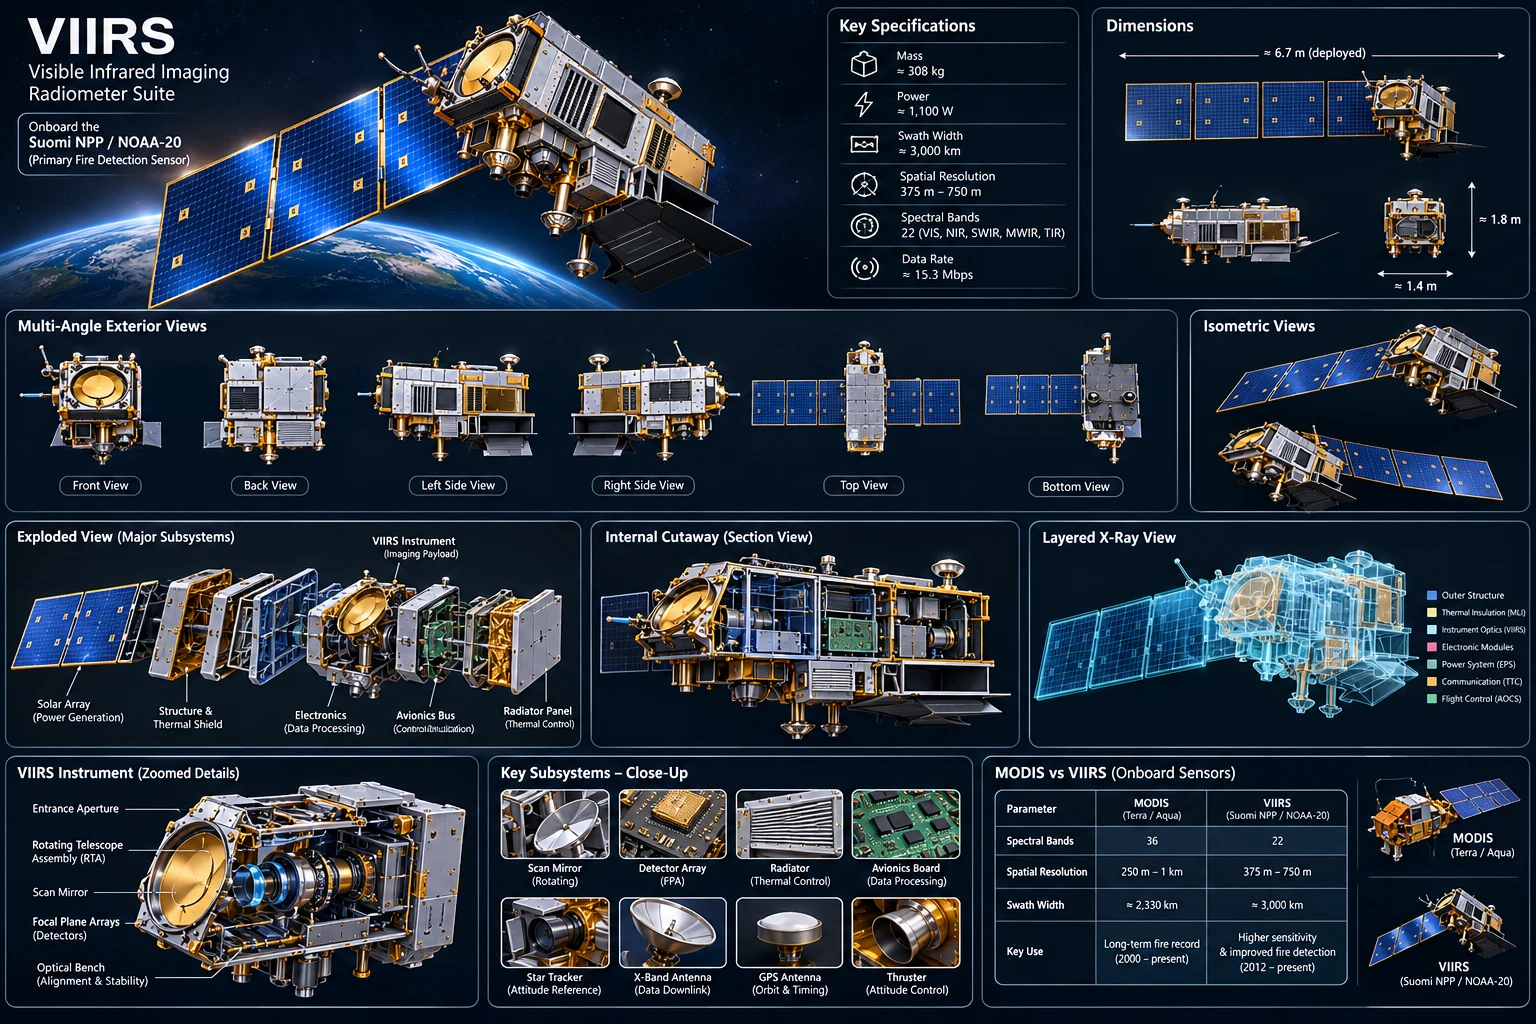 VIIRS
Visible Infrared Imaging
Radiometer Suite
Onboard the
Suomi NPP / NOAA-20
(Primary Fire Detection Sensor)
Key Specifications
Mass
≈ 308 kg
Power
≈ 1,100 W
Swath Width
≈ 3,000 km
Spatial Resolution
375 m – 750 m
Spectral Bands
22 (VIS, NIR, SWIR, MWIR, TIR)
Data Rate
≈ 15.3 Mbps
Dimensions
≈ 6.7 m (deployed)
≈ 1.8 m
≈ 1.4 m
Multi-Angle Exterior Views
Front View
Back View
Left Side View
Right Side View
Top View
Bottom View
Isometric Views
Exploded View (Major Subsystems)
VIIRS Instrument
(Imaging Payload)
Solar Array
(Power Generation)
Structure &
Thermal Shield
Electronics
(Data Processing)
Avionics Bus
Radiator Panel
(Thermal Control)
Internal Cutaway (Section View)
Layered X-Ray View
Outer Structure
Thermal Insulation (MLI)
Instrument Optics (VIIRS)
Electronic Modules
Power System (EPS)
Communication (TTC)
Flight Control (AOCS)
VIIRS Instrument (Zoomed Details)
Entrance Aperture
Rotating Telescope
Assembly (RTA)
Scan Mirror
Focal Plane Arrays
(Detectors)
Optical Bench
(Alignment & Stability)
Key Subsystems – Close-Up
Scan Mirror
(Rotating)
Detector Array
(FPA)
Radiator
(Thermal Control)
Avionics Board
(Data Processing)
Star Tracker
(Attitude Reference)
X-Band Antenna
(Data Downlink)
GPS Antenna
(Orbit & Timing)
Thruster
(Attitude Control)
MODIS vs VIIRS (Onboard Sensors)
Parameter
MODIS
(Terra / Aqua)
VIIRS
(Suomi NPP / NOAA-20)
Spectral Bands
36
22
Spatial Resolution
250 m – 1 km
375 m – 750 m
Swath Width
≈ 2,330 km
≈ 3,000 km
Key Use
Long-term fire record
(2000 – present)
Higher sensitivity
& improved fire detection
(2012 – present)
MODIS
(Terra / Aqua)
VIIRS
(Suomi NPP / NOAA-20)